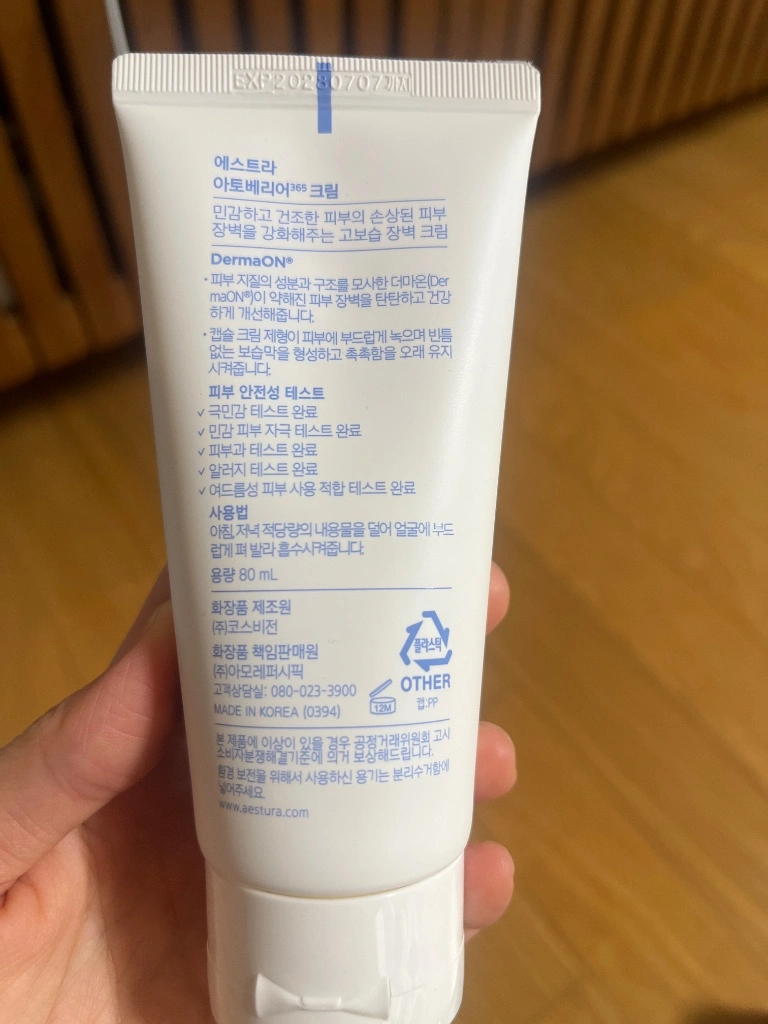 EXP20280707까지
에스트라
아토베리어³⁶⁵ 크림
민감하고 건조한 피부의 손상된 피부
장벽을 강화해주는 고보습 장벽 크림
DermaON®
· 피부 지질의 성분과 구조를 모사한 더마온(Der
maON®)이 약해진 피부 장벽을 탄탄하고 건강
하게 개선해줍니다.
· 캡슐 크림 제형이 피부에 부드럽게 녹으며 빈틈
없는 보습막을 형성하고 촉촉함을 오래 유지
시켜줍니다.
피부 안전성 테스트
✓ 극민감 테스트 완료
✓ 민감 피부 자극 테스트 완료
✓ 피부과 테스트 완료
✓ 알러지 테스트 완료
✓ 여드름성 피부 사용 적합 테스트 완료
사용법
아침, 저녁 적당량의 내용물을 덜어 얼굴에 부드
럽게 펴 발라 흡수시켜줍니다.
용량 80 mL
화장품 제조원
(주)코스비전
화장품 책임판매원
(주)아모레퍼시픽
고객상담실: 080-023-3900
MADE IN KOREA (0394)
12M
플라스틱
OTHER
캡:PP
본 제품에 이상이 있을 경우 공정거래위원회 고시
소비자분쟁해결기준에 의거 보상해드립니다.
환경 보전을 위해서 사용하신 용기는 분리수거함에
넣어주세요.
www.aestura.com